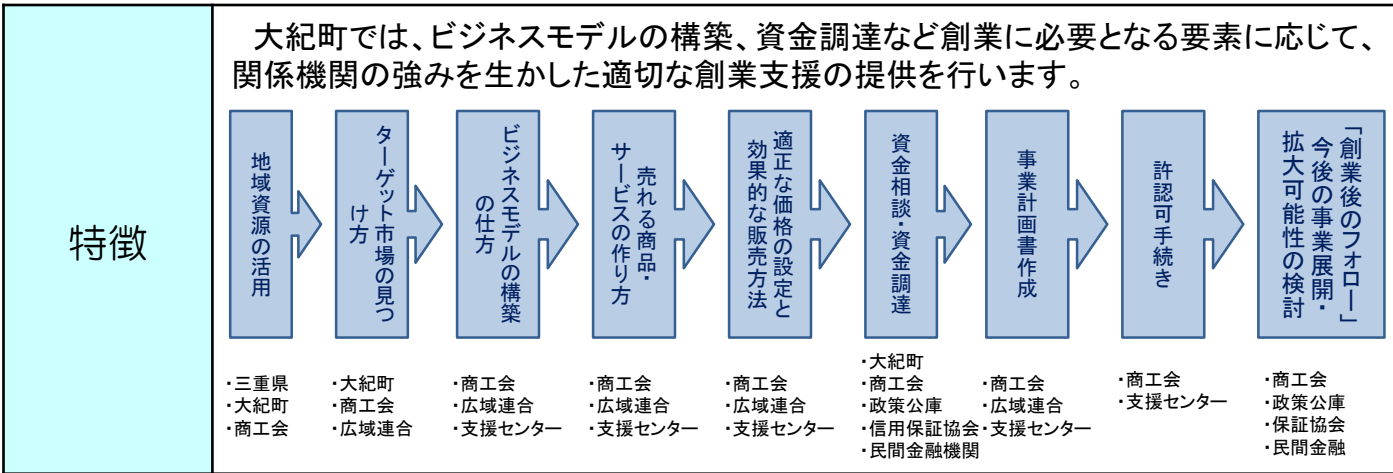 特徴
大紀町では、ビジネスモデルの構築、資金調達など創業に必要となる要素に応じて、
関係機関の強みを生かした適切な創業支援の提供を行います。
地域資源の活用
ターゲット市場の見つ
け方
ビジネスモデルの構築
の仕方
売れる商品・
サービスの作り方
適正な価格の設定と
効果的な販売方法
資金相談・資金調達
事業計画書作成
許認可手続き
「創業後のフォロー」
今後の事業展開・
拡大可能性の検討
・三重県
・大紀町
・商工会
・大紀町
・商工会
・広域連合
・商工会
・広域連合
・支援センター
・商工会
・広域連合
・支援センター
・商工会
・広域連合
・支援センター
・大紀町
・商工会
・政策公庫
・信用保証協会
・民間金融機関
・商工会
・広域連合
・支援センター
・商工会
・支援センター
・商工会
・政策公庫
・保証協会
・民間金融